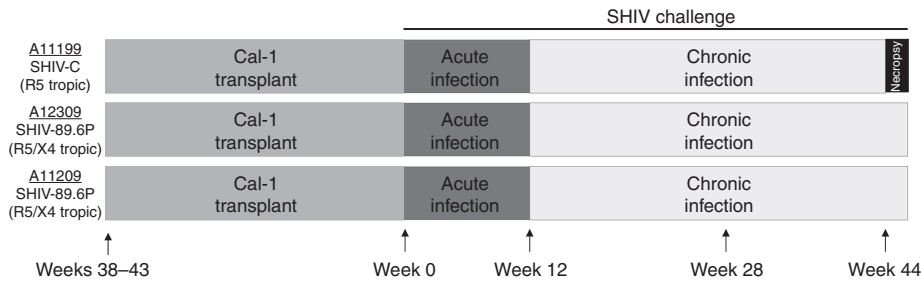 SHIV challenge
A11199
SHIV-C
(R5 tropic)
Cal-1
transplant
Acute
infection
Chronic
infection
Necropsy
A12309
SHIV-89.6P
(R5/X4 tropic)
Cal-1
transplant
Acute
infection
Chronic
infection
A11209
SHIV-89.6P
(R5/X4 tropic)
Cal-1
transplant
Acute
infection
Chronic
infection
Weeks 38–43
Week 0
Week 12
Week 28
Week 44